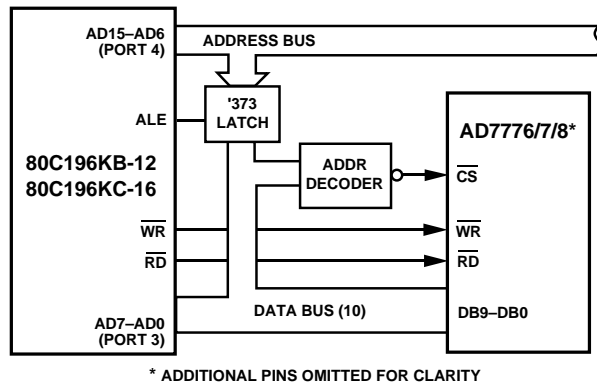 AD15–AD6
(PORT 4)
ADDRESS BUS
'373
LATCH
ALE
AD7776/7/8*
80C196KB-12
80C196KC-16
ADDR
DECODER
CS
WR
WR
RD
RD
DATA BUS (10)
DB9–DB0
AD7–AD0
(PORT 3)
* ADDITIONAL PINS OMITTED FOR CLARITY